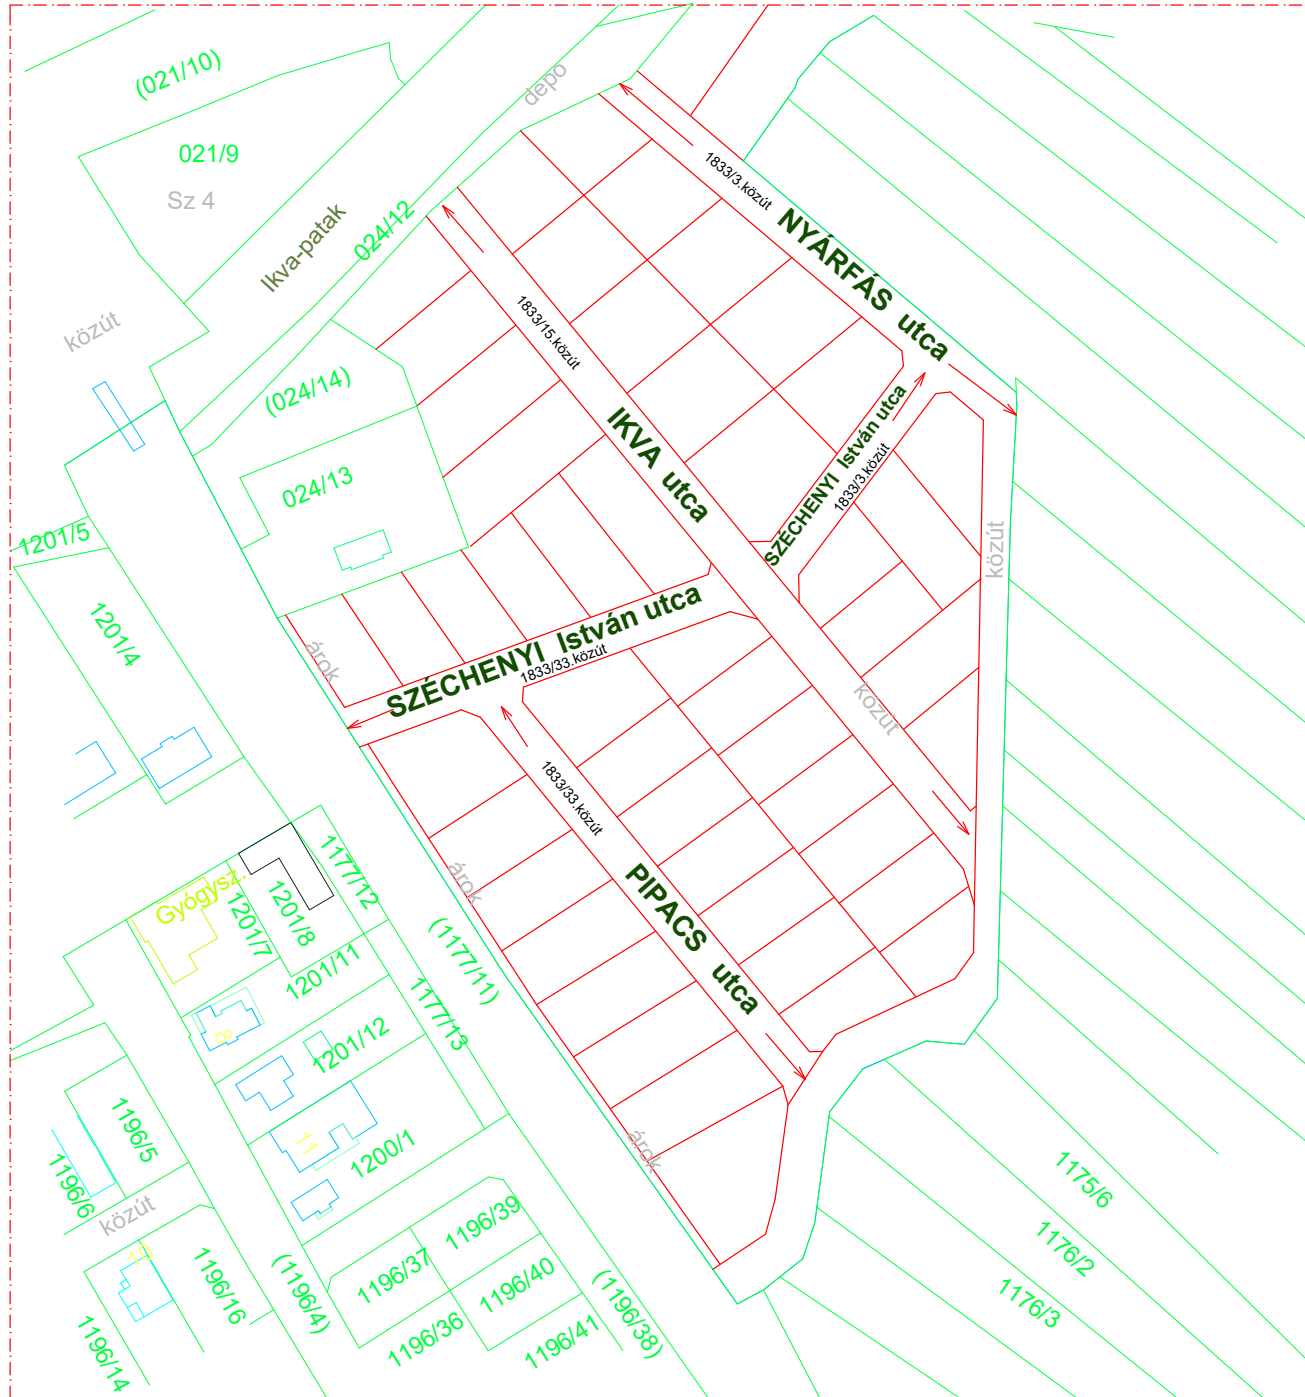 (021/10)
depo
021/9
Sz 4
024/12
Ikva-patak
1833/3.közút
NYÁRFÁS utca
közút
1833/15.közút
(024/14)
IKVA utca
SZÉCHENYI István utca
1833/3.közút
024/13
1201/5
közút
1201/4
árok
SZÉCHENYI István utca
1833/33.közút
közút
1833/33.közút
1177/12
Gyógysz.
1201/8
1201/7
árok
PIPACS utca
(1177/11)
1201/11
1177/13
8
1201/12
1196/5
11
1200/1
árok
1196/6
1175/6
közút
1196/39
1176/2
10
1196/37
1196/40
1176/3
1196/16
(1196/4)
(1196/38)
1196/14
1196/36
1196/41